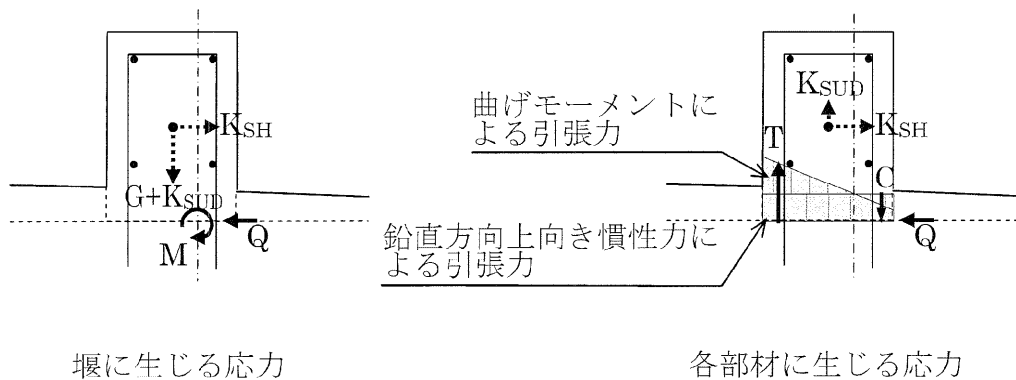 K_SH
G+K_SUD
M
Q
堰に生じる応力
曲げモーメントに
よる引張力
鉛直方向上向き慣性力に
よる引張力
K_SUD
K_SH
T
C
Q
各部材に生じる応力